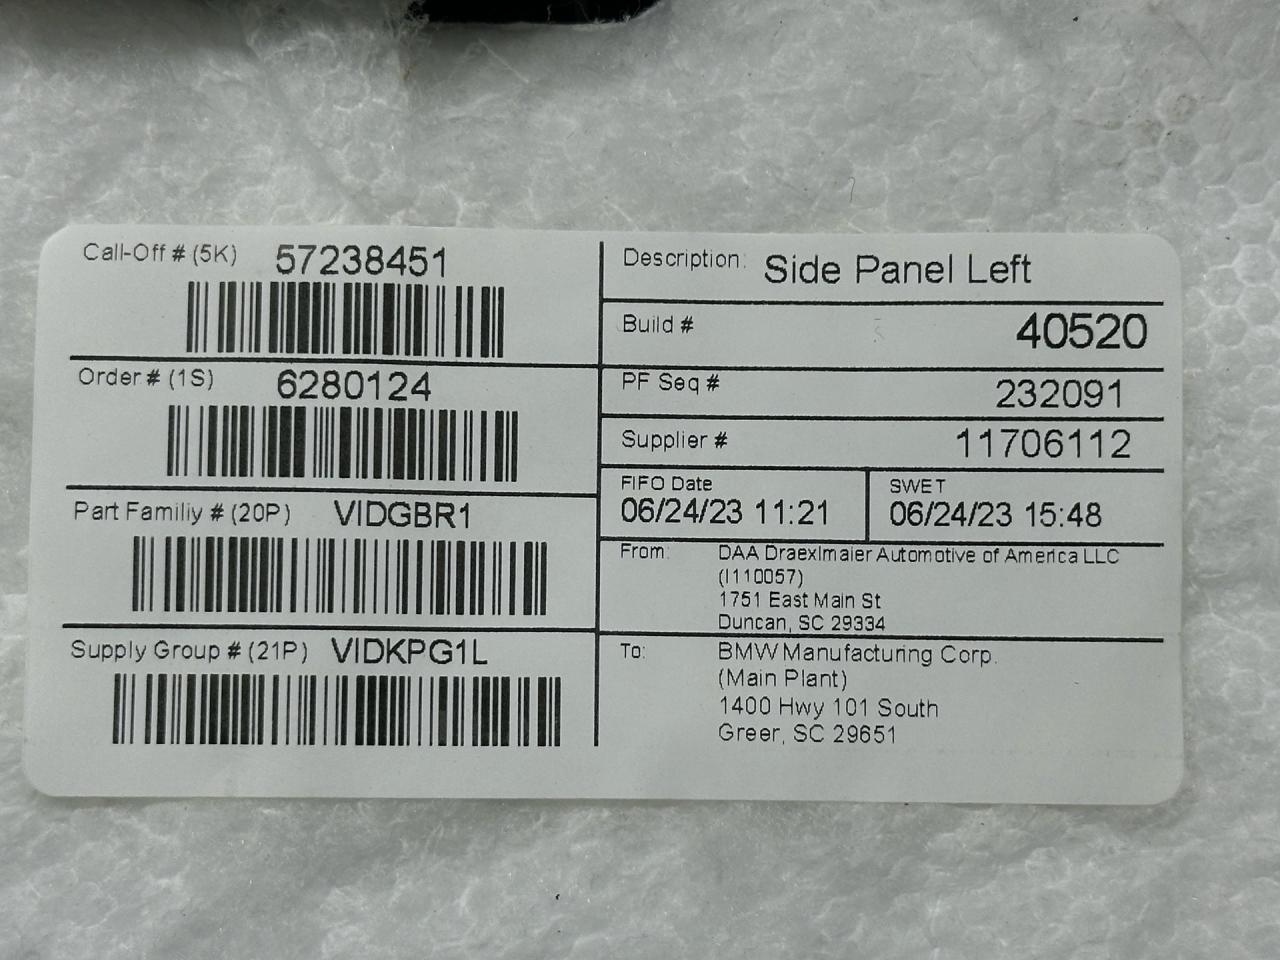 Call-Off # (5K) 57238451
Order # (1S) 6280124
Part Familiy # (20P) VIDGBR1
Supply Group # (21P) VIDKPG1L
Description: Side Panel Left
Build # 40520
PF Seq # 232091
Supplier # 11706112
FIFO Date
06/24/23 11:21
SWET
06/24/23 15:48
From: DAA Draexlmaier Automotive of America LLC
(I110057)
1751 East Main St
Duncan, SC 29334
To: BMW Manufacturing Corp.
(Main Plant)
1400 Hwy 101 South
Greer, SC 29651